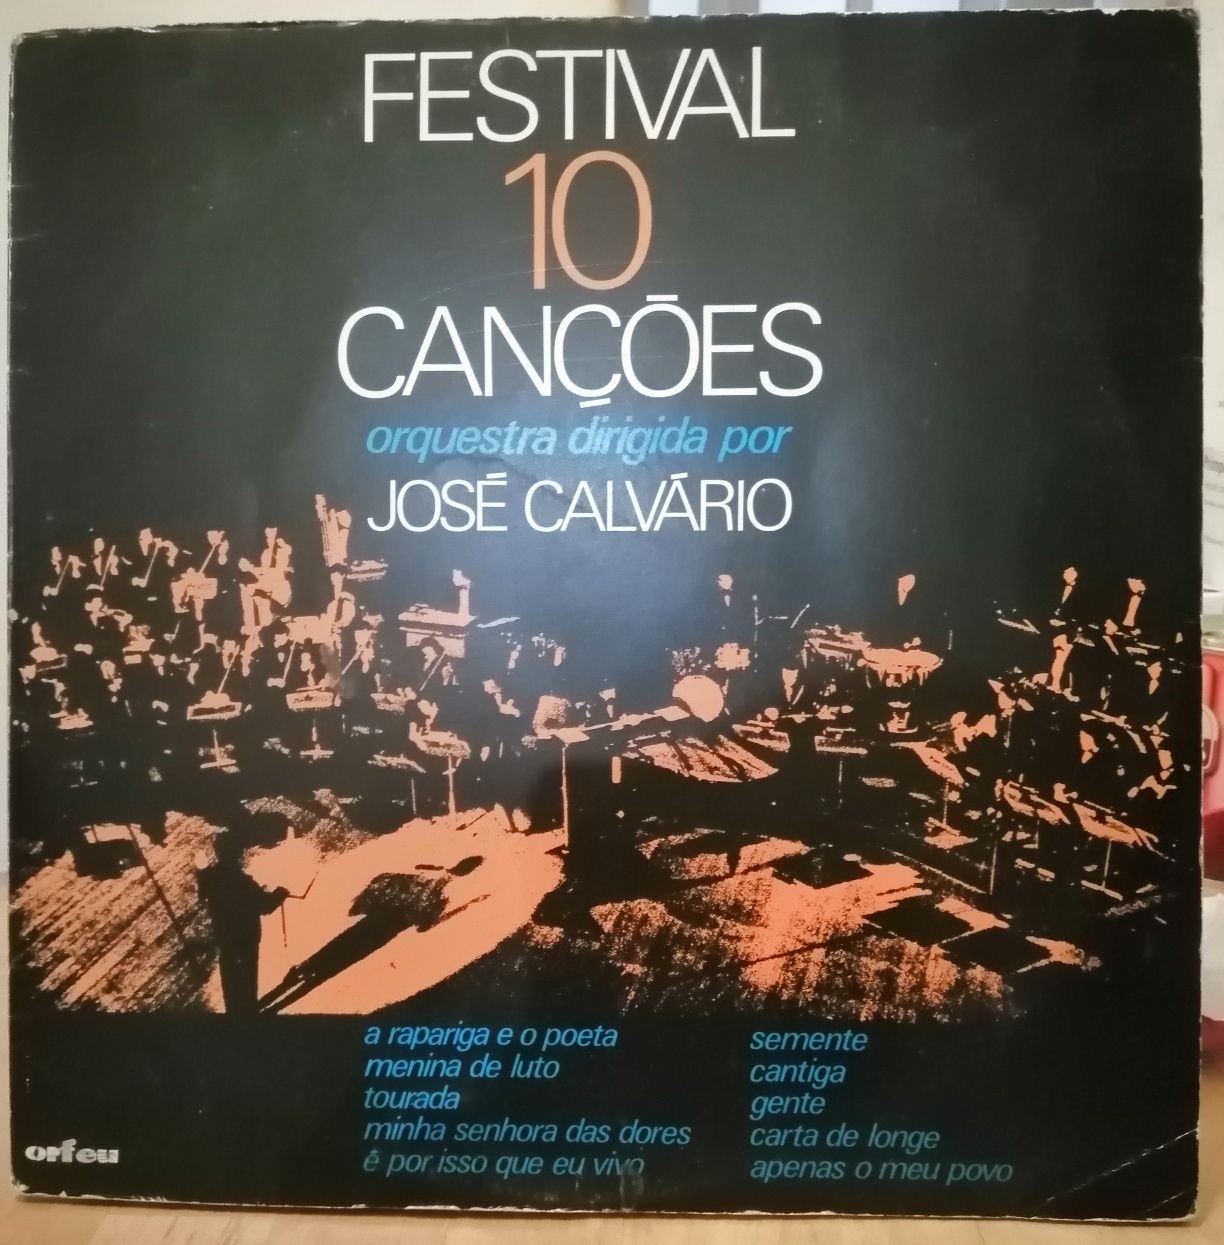 FESTIVAL
10
CANÇÕES
orquestra dirigida por
JOSÉ CALVÁRIO
a rapariga e o poeta
menina de luto
tourada
minha senhora das dores
é por isso que eu vivo
semente
cantiga
gente
carta de longe
apenas o meu povo
orfeu